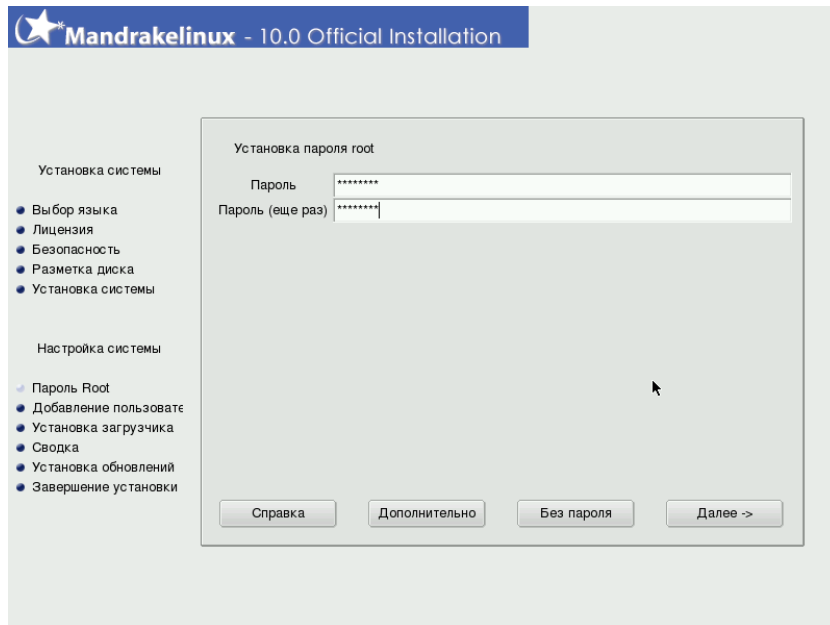 Mandrakelinux - 10.0 Official Installation
Установка системы
Выбор языка
Лицензия
Безопасность
Разметка диска
Установка системы
Настройка системы
Пароль Root
Добавление пользовате
Установка загрузчика
Сводка
Установка обновлений
Завершение установки
Установка пароля root
Пароль ********
Пароль (еще раз) ********
Справка Дополнительно Без пароля Далее ->